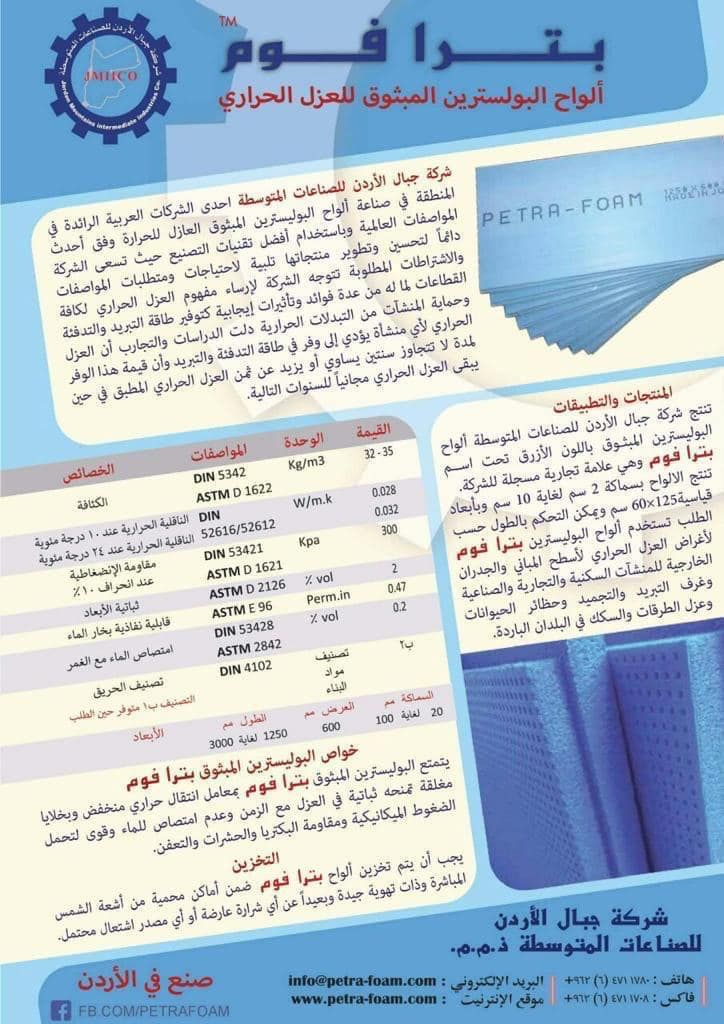 بترا فوم ™
ألواح البولسترين المبثوق للعزل الحراري
شركة جبال الأردن للصناعات المتوسطة
JMIICO
Jordan Mountains intermediate Industries Co.
PETRA-FOAM
1250X600
MADE IN JO
شركة جبال الأردن للصناعات المتوسطة احدى الشركات العربية الرائدة في
المنطقة في صناعة ألواح البوليسترين المبثوق العازل للحرارة وفق أحدث
المواصفات العالمية وباستخدام أفضل تقنيات التصنيع حيث تسعى الشركة
دائماً لتحسين وتطوير منتجاتها تلبية لاحتياجات ومتطلبات المواصفات
والاشتراطات المطلوبة تتوجه الشركة لإرساء مفهوم العزل الحراري لكافة
القطاعات لما له من عدة فوائد وتأثيرات إيجابية كتوفير طاقة التبريد والتدفئة
وحماية المنشآت من التبدلات الحرارية دلت الدراسات والتجارب أن العزل
الحراري لأي منشأة يؤدي إلى وفر في طاقة التدفئة والتبريد وأن قيمة هذا الوفر
لمدة لا تتجاوز سنتين يساوي أو يزيد عن ثمن العزل الحراري المطبق في حين
يبقى العزل الحراري مجانياً للسنوات التالية.
المنتجات والتطبيقات
تنتج شركة جبال الأردن للصناعات المتوسطة ألواح
البوليسترين المبثوق باللون الأزرق تحت اسم
بترا فوم وهي علامة تجارية مسجلة للشركة.
تنتج الالواح بسماكة 2 سم لغاية 10 سم وبأبعاد
قياسية125×60 سم ويمكن التحكم بالطول حسب
الطلب تستخدم ألواح البوليسترين بترا فوم
لأغراض العزل الحراري لأسطح المباني والجدران
الخارجية للمنشآت السكنية والتجارية والصناعية
وغرف التبريد والتجميد وحظائر الحيوانات
وعزل الطرقات والسكك في البلدان الباردة.
الخصائص المواصفات الوحدة القيمة
الكثافة DIN 5342 Kg/m3 32 - 35
ASTM D 1622
الناقلية الحرارية عند ١٠ درجة مئوية DIN W/m.k 0.028
الناقلية الحرارية عند ٢٤ درجة مئوية 52616/52612 0.032
مقاومة الإنضغاطية DIN 53421 Kpa 300
عند انحراف ١٠٪ ASTM D 1621
ثباتية الأبعاد ASTM D 2126 ٪ vol 2
قابلية نفاذية بخار الماء ASTM E 96 Perm.in 0.47
امتصاص الماء مع الغمر DIN 53428 ٪ vol 0.2
ASTM 2842
تصنيف الحريق DIN 4102 تصنيف مواد البناء ب٢
التصنيف ب١ متوفر حين الطلب
الأبعاد الطول مم العرض مم السماكة مم
1250 لغاية 3000 600 20 لغاية 100
خواص البوليسترين المبثوق بترا فوم
يتمتع البوليسترين المبثوق بترا فوم بمعامل انتقال حراري منخفض وبخلايا
مغلقة تمنحه ثباتية في العزل مع الزمن وعدم امتصاص للماء وقوى لتحمل
الضغوط الميكانيكية ومقاومة البكتريا والحشرات والتعفن.
التخزين
يجب أن يتم تخزين ألواح بترا فوم ضمن أماكن محمية من أشعة الشمس
المباشرة وذات تهوية جيدة وبعيداً عن أي شرارة عارضة أو أي مصدر اشتعال محتمل.
شركة جبال الأردن
للصناعات المتوسطة ذ.م.م.
هاتف : ٤٧١ ١٧٨٠ (٦) ٩٦٢+ البريد الإلكتروني : info@petra-foam.com
فاكس : ٤٧١ ١٧٠٨ (٦) ٩٦٢+ موقع الإنترنيت : www.petra-foam.com
صنع في الأردن
FB.COM/PETRAFOAM